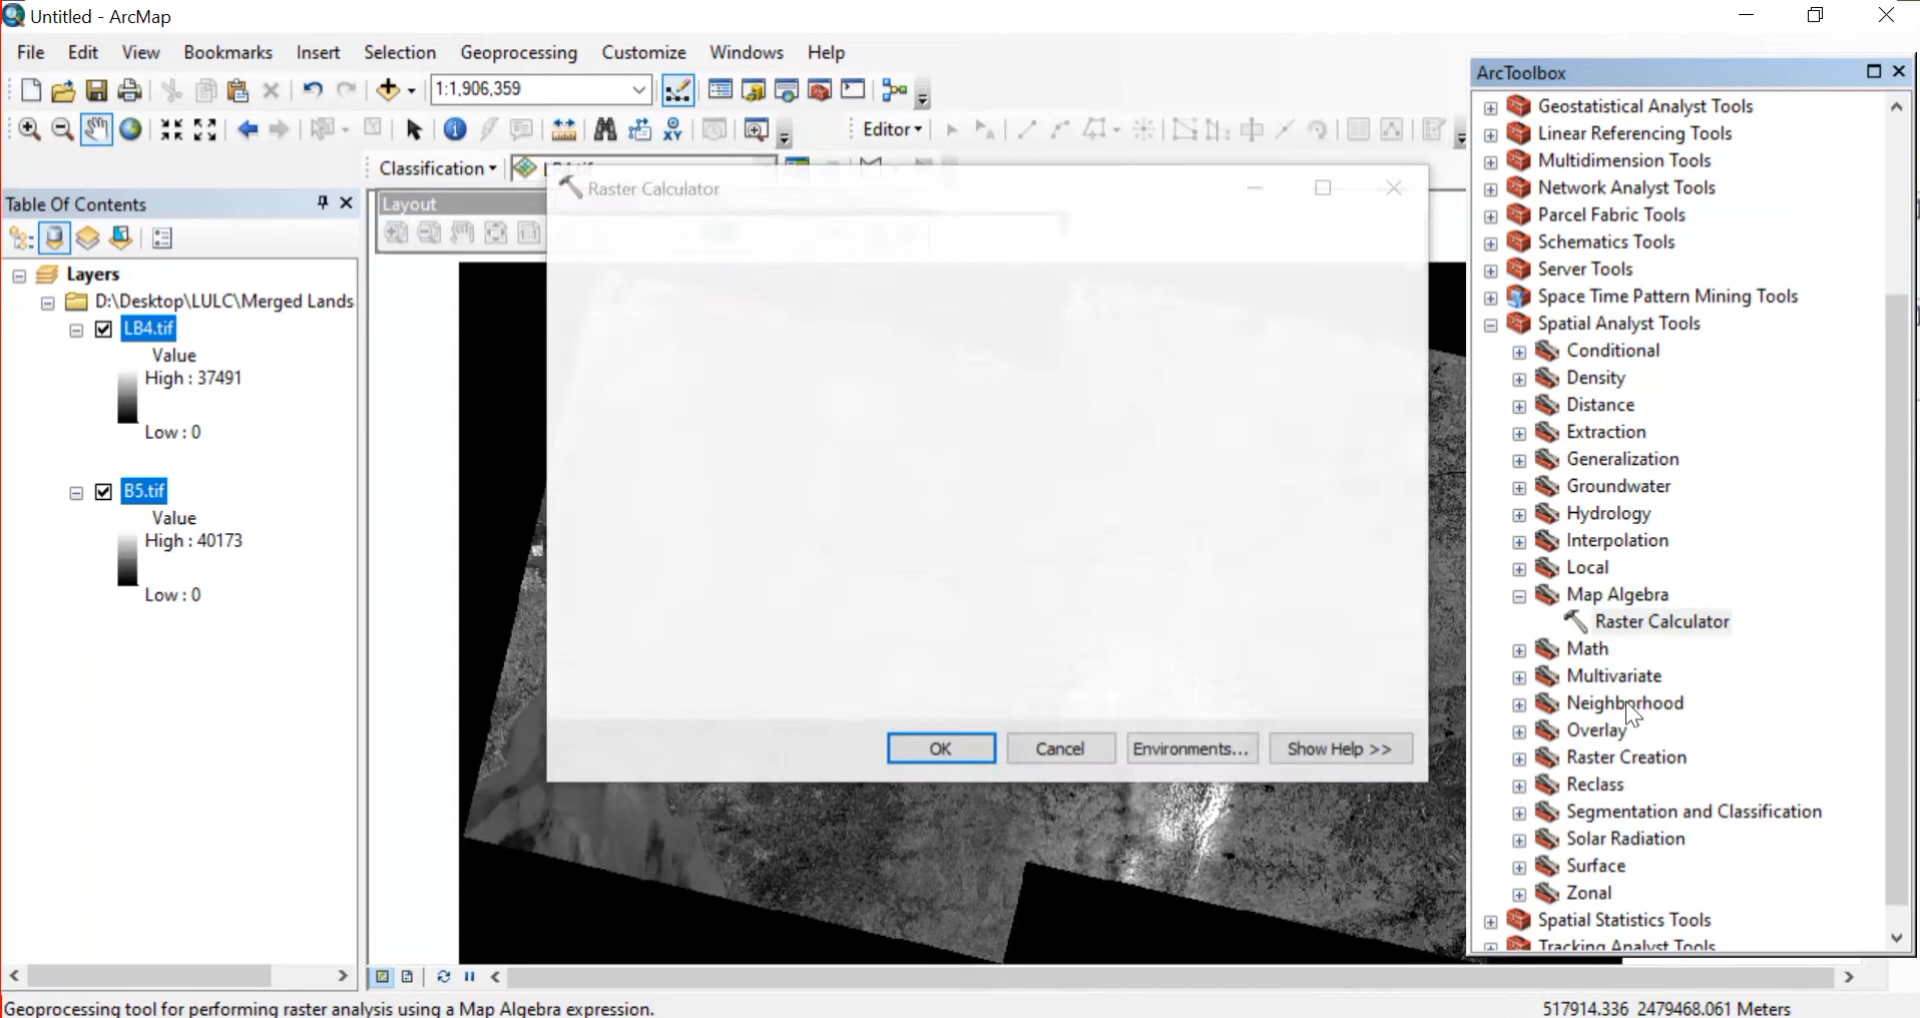 Untitled - ArcMap
File Edit View Bookmarks Insert Selection Geoprocessing Customize Windows Help
1:1,906,359
Editor
Classification
Table Of Contents
Layout
Layers
D:\Desktop\LULC\Merged Lands
LB4.tif
Value
High : 37491
Low : 0
B5.tif
Value
High : 40173
Low : 0
Raster Calculator
OK Cancel Environments... Show Help >>
ArcToolbox
Geostatistical Analyst Tools
Linear Referencing Tools
Multidimension Tools
Network Analyst Tools
Parcel Fabric Tools
Schematics Tools
Server Tools
Space Time Pattern Mining Tools
Spatial Analyst Tools
Conditional
Density
Distance
Extraction
Generalization
Groundwater
Hydrology
Interpolation
Local
Map Algebra
Raster Calculator
Math
Multivariate
Neighborhood
Overlay
Raster Creation
Reclass
Segmentation and Classification
Solar Radiation
Surface
Zonal
Spatial Statistics Tools
Tracking Analyst Tools
Geoprocessing tool for performing raster analysis using a Map Algebra expression.
517914.336 2479468.061 Meters